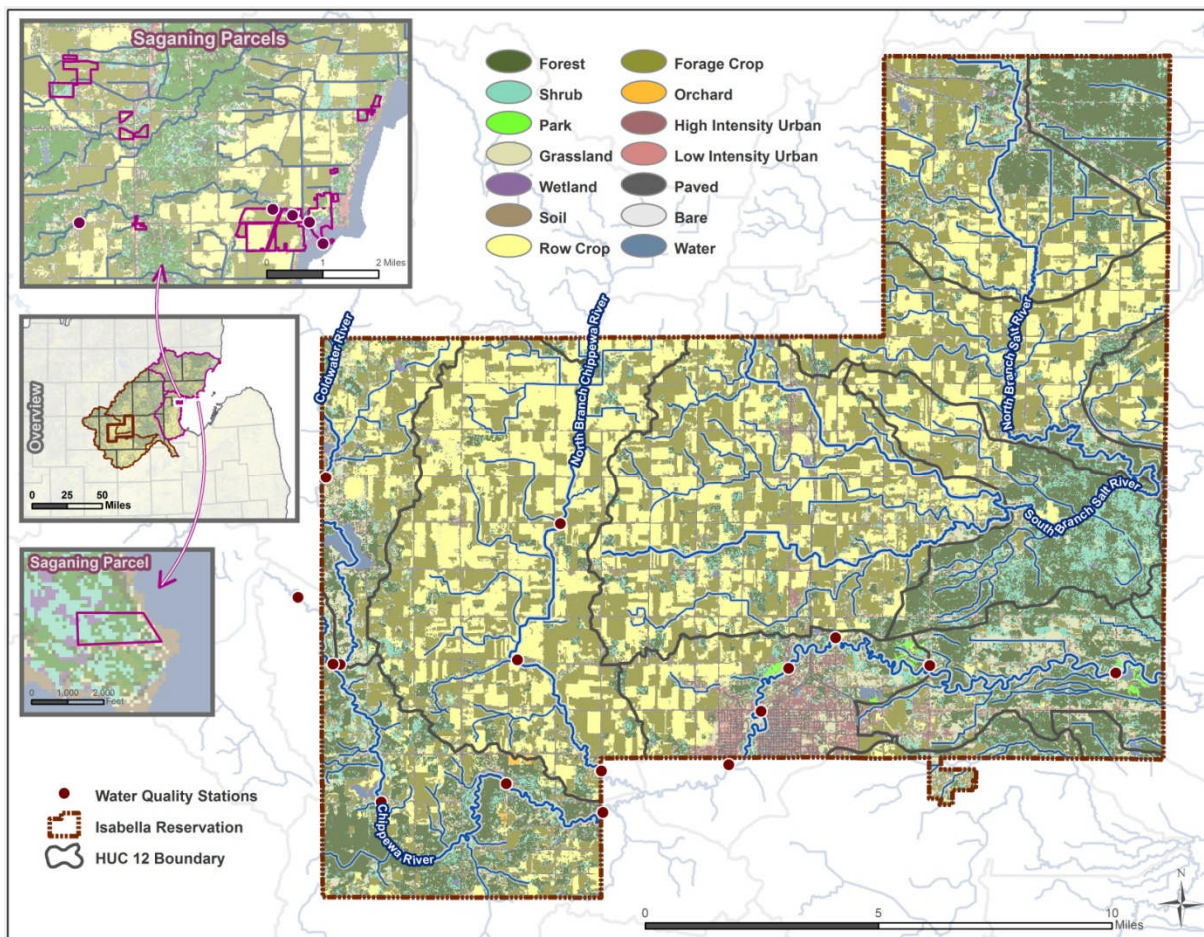 Saganing Parcels
0 1 2 Miles
Forest
Shrub
Park
Grassland
Wetland
Soil
Row Crop
Forage Crop
Orchard
High Intensity Urban
Low Intensity Urban
Paved
Bare
Water
Overview
0 25 50
Miles
Saganing Parcel
0 1,000 2,000
Feet
Coldwater River
North Branch Chippewa River
North Branch Salt River
South Branch Salt River
Chippewa River
Water Quality Stations
Isabella Reservation
HUC 12 Boundary
0 5 10
Miles
N